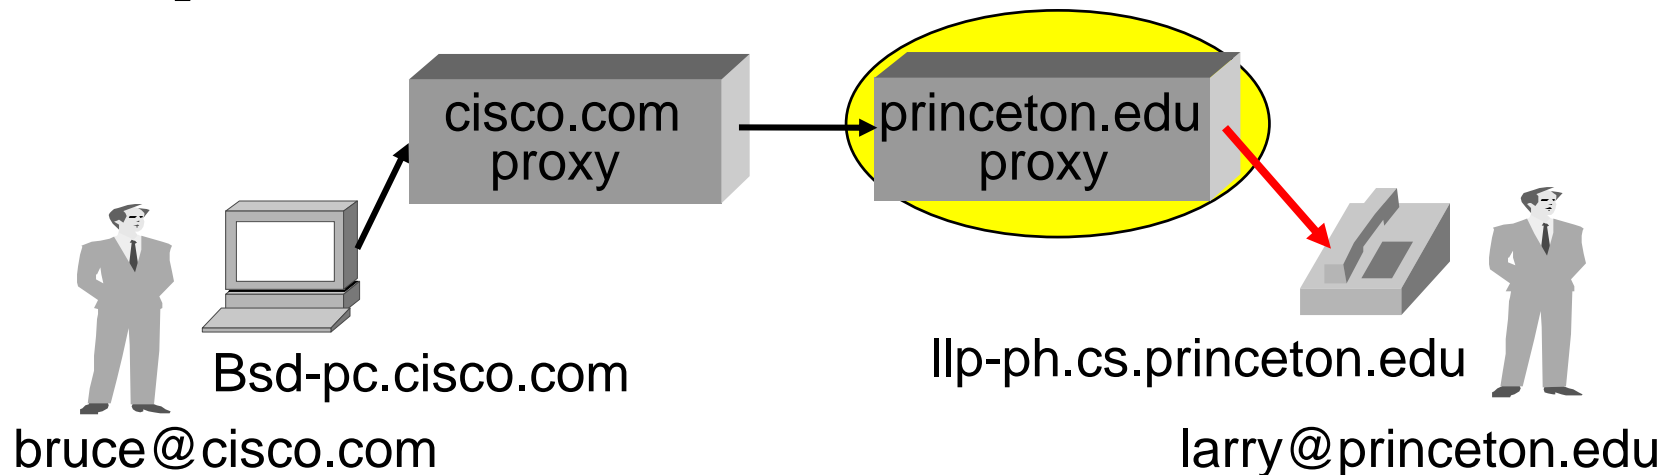 cisco.com
proxy
princeton.edu
proxy
Bsd-pc.cisco.com
llp-ph.cs.princeton.edu
bruce@cisco.com
larry@princeton.edu